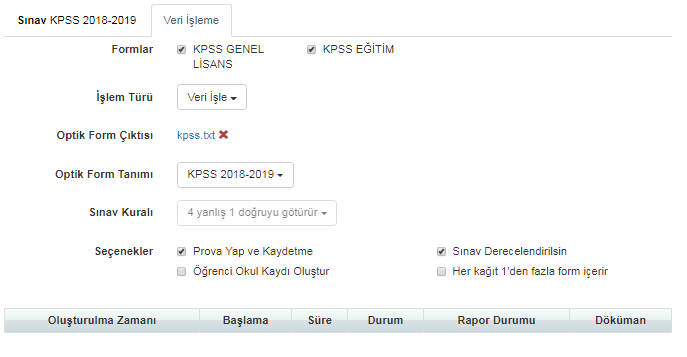 Sınav KPSS 2018-2019 Veri İşleme
Formlar KPSS GENEL LİSANS KPSS EĞİTİM
İşlem Türü Veri İşle
Optik Form Çıktısı kpss.txt
Optik Form Tanımı KPSS 2018-2019
Sınav Kuralı 4 yanlış 1 doğruyu götürür
Seçenekler Prova Yap ve Kaydetme Sınav Derecelendirilsin
Öğrenci Okul Kaydı Oluştur Her kağıt 1'den fazla form içerir
Oluşturulma Zamanı Başlama Süre Durum Rapor Durumu Döküman